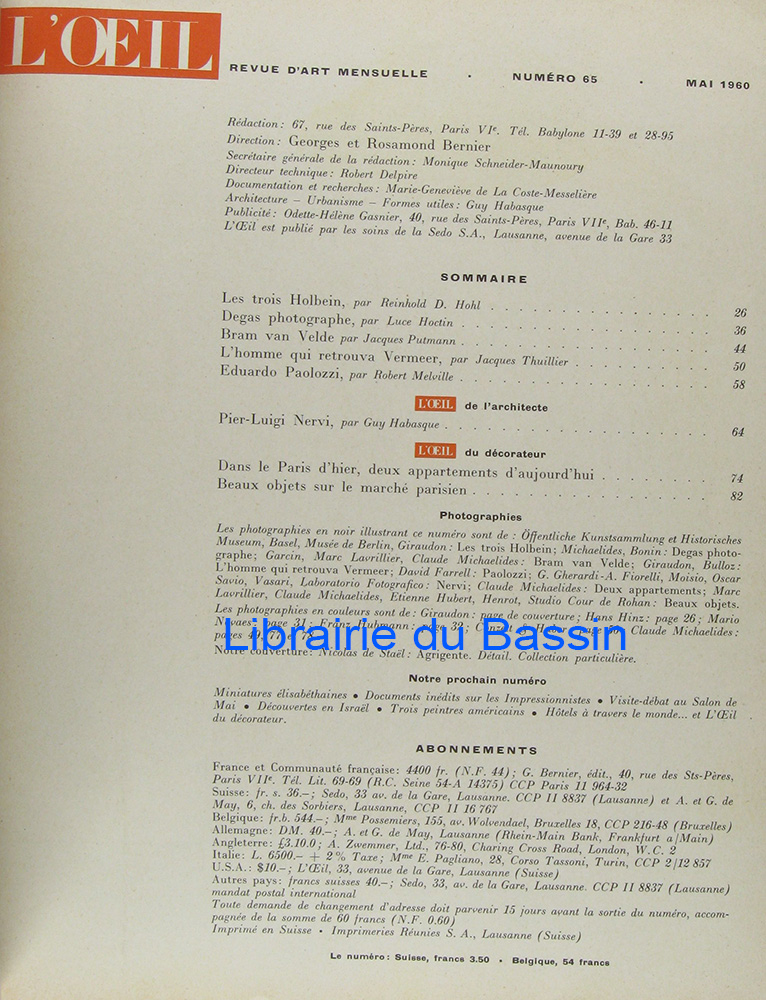 L'ŒIL
REVUE D'ART MENSUELLE • NUMÉRO 65 • MAI 1960
Rédaction: 67, rue des Saints-Pères, Paris VIe. Tél. Babylone 11-39 et 28-95
Direction: Georges et Rosamond Bernier
Secrétaire générale de la rédaction: Monique Schneider-Maunoury
Directeur technique: Robert Delpire
Documentation et recherches: Marie-Geneviève de La Coste-Messelière
Architecture – Urbanisme – Formes utiles: Guy Habasque
Publicité: Odette-Hélène Gasnier, 40, rue des Saints-Pères, Paris VIIe, Bab. 46-11
L'Œil est publié par les soins de la Sedo S.A., Lausanne, avenue de la Gare 33
SOMMAIRE
Les trois Holbein, par Reinhold D. Hohl . . . . . . . . . . . . . . . 26
Degas photographe, par Luce Hoctin . . . . . . . . . . . . . . . . 36
Bram van Velde par Jacques Putmann . . . . . . . . . . . . . . . . 44
L'homme qui retrouva Vermeer, par Jacques Thuillier . . . . . . . . . 50
Eduardo Paolozzi, par Robert Melville . . . . . . . . . . . . . . . . 58
L'ŒIL de l'architecte
Pier-Luigi Nervi, par Guy Habasque . . . . . . . . . . . . . . . . 64
L'ŒIL du décorateur
Dans le Paris d'hier, deux appartements d'aujourd'hui . . . . . . . . 74
Beaux objets sur le marché parisien . . . . . . . . . . . . . . . . 82
Photographies
Les photographies en noir illustrant ce numéro sont de : Öffentliche Kunstsammlung et Historisches
Museum, Basel, Musée de Berlin, Giraudon: Les trois Holbein; Michaelides, Bonin: Degas photo-
graphe; Garcin, Marc Lavrillier, Claude Michaelides: Bram van Velde; Giraudon, Bulloz:
L'homme qui retrouva Vermeer; David Farrell: Paolozzi; G. Gherardi-A. Fiorelli, Moisio, Oscar
Savio, Vasari, Laboratorio Fotografico: Nervi; Claude Michaelides: Deux appartements; Marc
Lavrillier, Claude Michaelides, Etienne Hubert, Henrot, Studio Cour de Rohan: Beaux objets.
Les photographies en couleurs sont de: Giraudon: page de couverture; Hans Hinz: page 26; Mario
page 31; Franz Hubmann: page 32; Claude Michaelides:
pages 49,
Librairie du Bassin
Notre couverture: Nicolas de Staël: Agrigente. Détail. Collection particulière.
Notre prochain numéro
Miniatures élisabéthaines • Documents inédits sur les Impressionnistes • Visite-débat au Salon de
Mai • Découvertes en Israël • Trois peintres américains • Hôtels à travers le monde... et L'Œil
du décorateur.
ABONNEMENTS
France et Communauté française: 4400 fr. (N.F. 44); G. Bernier, édit., 40, rue des Sts-Pères,
Paris VIIe. Tél. Lit. 69-69 (R.C. Seine 54-A 14375) CCP Paris 11 964-32
Suisse: fr. s. 36.–; Sedo, 33 av. de la Gare, Lausanne. CCP II 8837 (Lausanne) et A. et G. de
May, 6, ch. des Sorbiers, Lausanne, CCP II 16 767
Belgique: fr.b. 544.–; Mme Possemiers, 155, av. Wolvendael, Bruxelles 18, CCP 216-48 (Bruxelles)
Allemagne: DM. 40.–; A. et G. de May, Lausanne (Rhein-Main Bank, Frankfurt a/Main)
Angleterre: £3.10.0; A. Zwemmer, Ltd., 76-80, Charing Cross Road, London, W.C. 2
Italie: L. 6500.– + 2% Taxe; Mme E. Pagliano, 28, Corso Tassoni, Turin, CCP 2/12 857
U.S.A.: $10.–; L'Œil, 33, avenue de la Gare, Lausanne (Suisse)
Autres pays: francs suisses 40.–; Sedo, 33, av. de la Gare, Lausanne. CCP II 8837 (Lausanne)
mandat postal international
Toute demande de changement d'adresse doit parvenir 15 jours avant la sortie du numéro, accom-
pagnée de la somme de 60 francs (N.F. 0.60)
Imprimé en Suisse • Imprimeries Réunies S. A., Lausanne (Suisse)
Le numéro: Suisse, francs 3.50 • Belgique, 54 francs